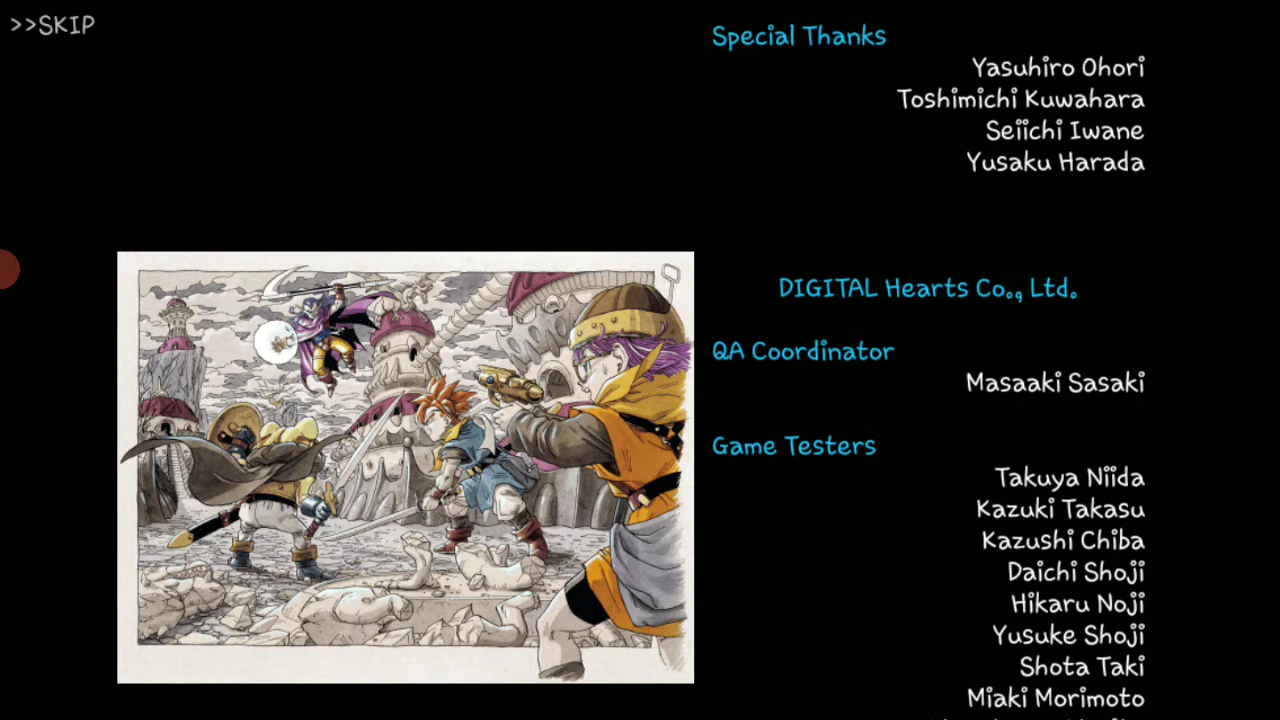 >>SKIP
Special Thanks
Yasuhiro Ohori
Toshimichi Kuwahara
Seiichi Iwane
Yusaku Harada
DIGITAL Hearts Co., Ltd.
QA Coordinator
Masaaki Sasaki
Game Testers
Takuya Niida
Kazuki Takasu
Kazushi Chiba
Daichi Shoji
Hikaru Noji
Yusuke Shoji
Shota Taki
Miaki Morimoto